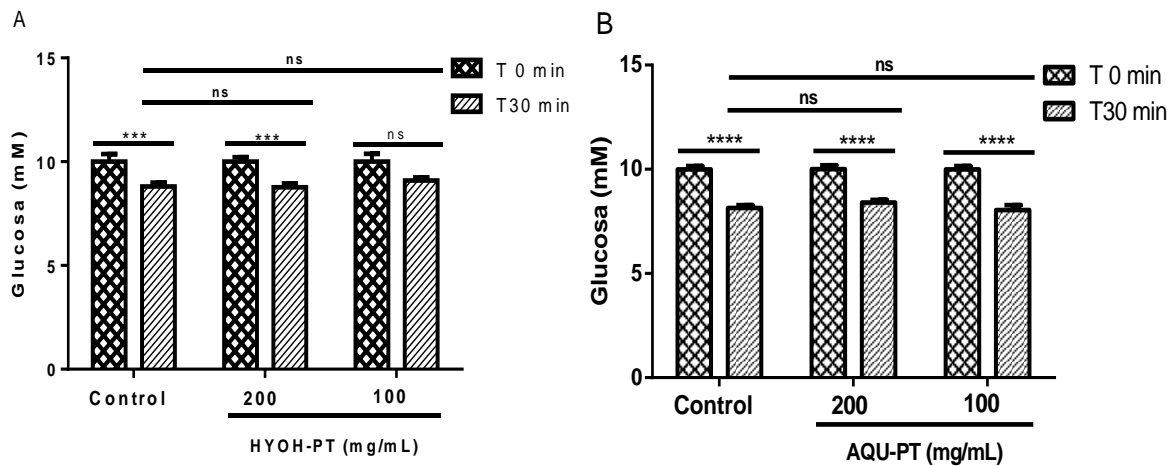 A
Glucosa (mM)
15
10
5
0
ns
ns
***
***
ns
T 0 min
T30 min
Control
200
100
HYOH-PT (mg/mL)
B
Glucosa (mM)
15
10
5
0
ns
ns
****
****
****
T 0 min
T30 min
Control
200
100
AQU-PT (mg/mL)